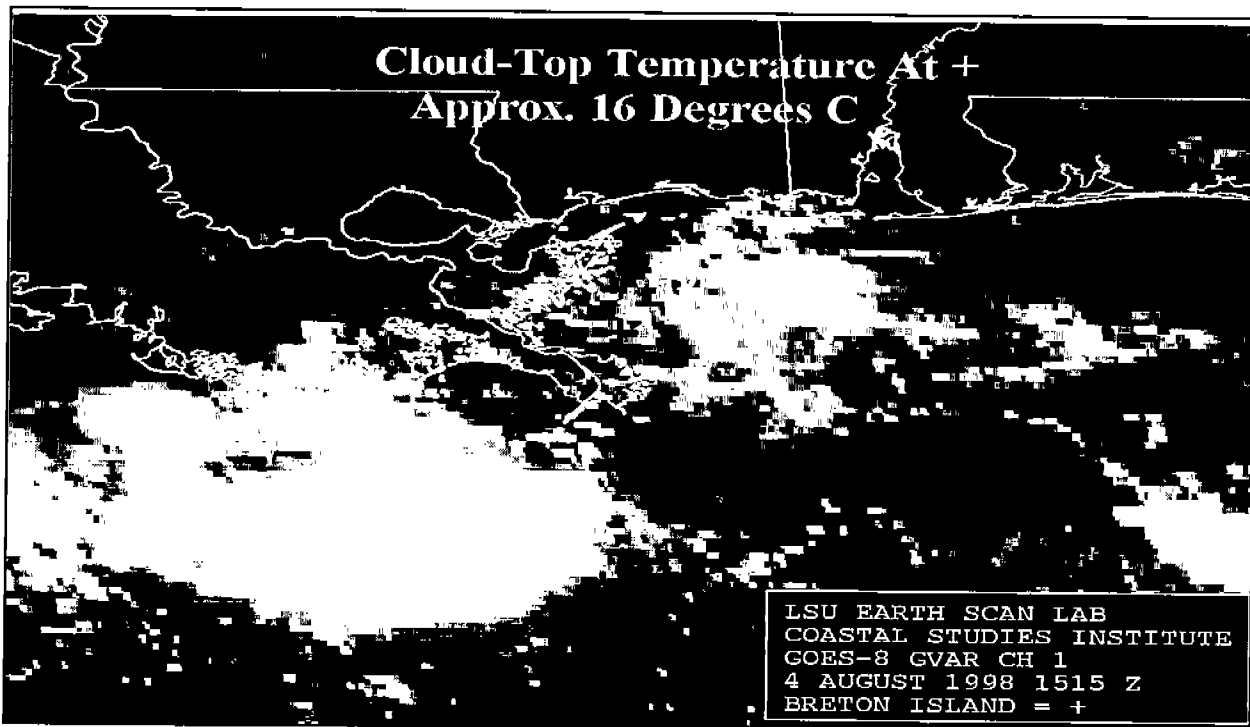 Cloud-Top Temperature At +
Approx. 16 Degrees C
LSU EARTH SCAN LAB
COASTAL STUDIES INSTITUTE
GOES-8 GVAR CH 1
4 AUGUST 1998 1515 Z
BRETON ISLAND = +